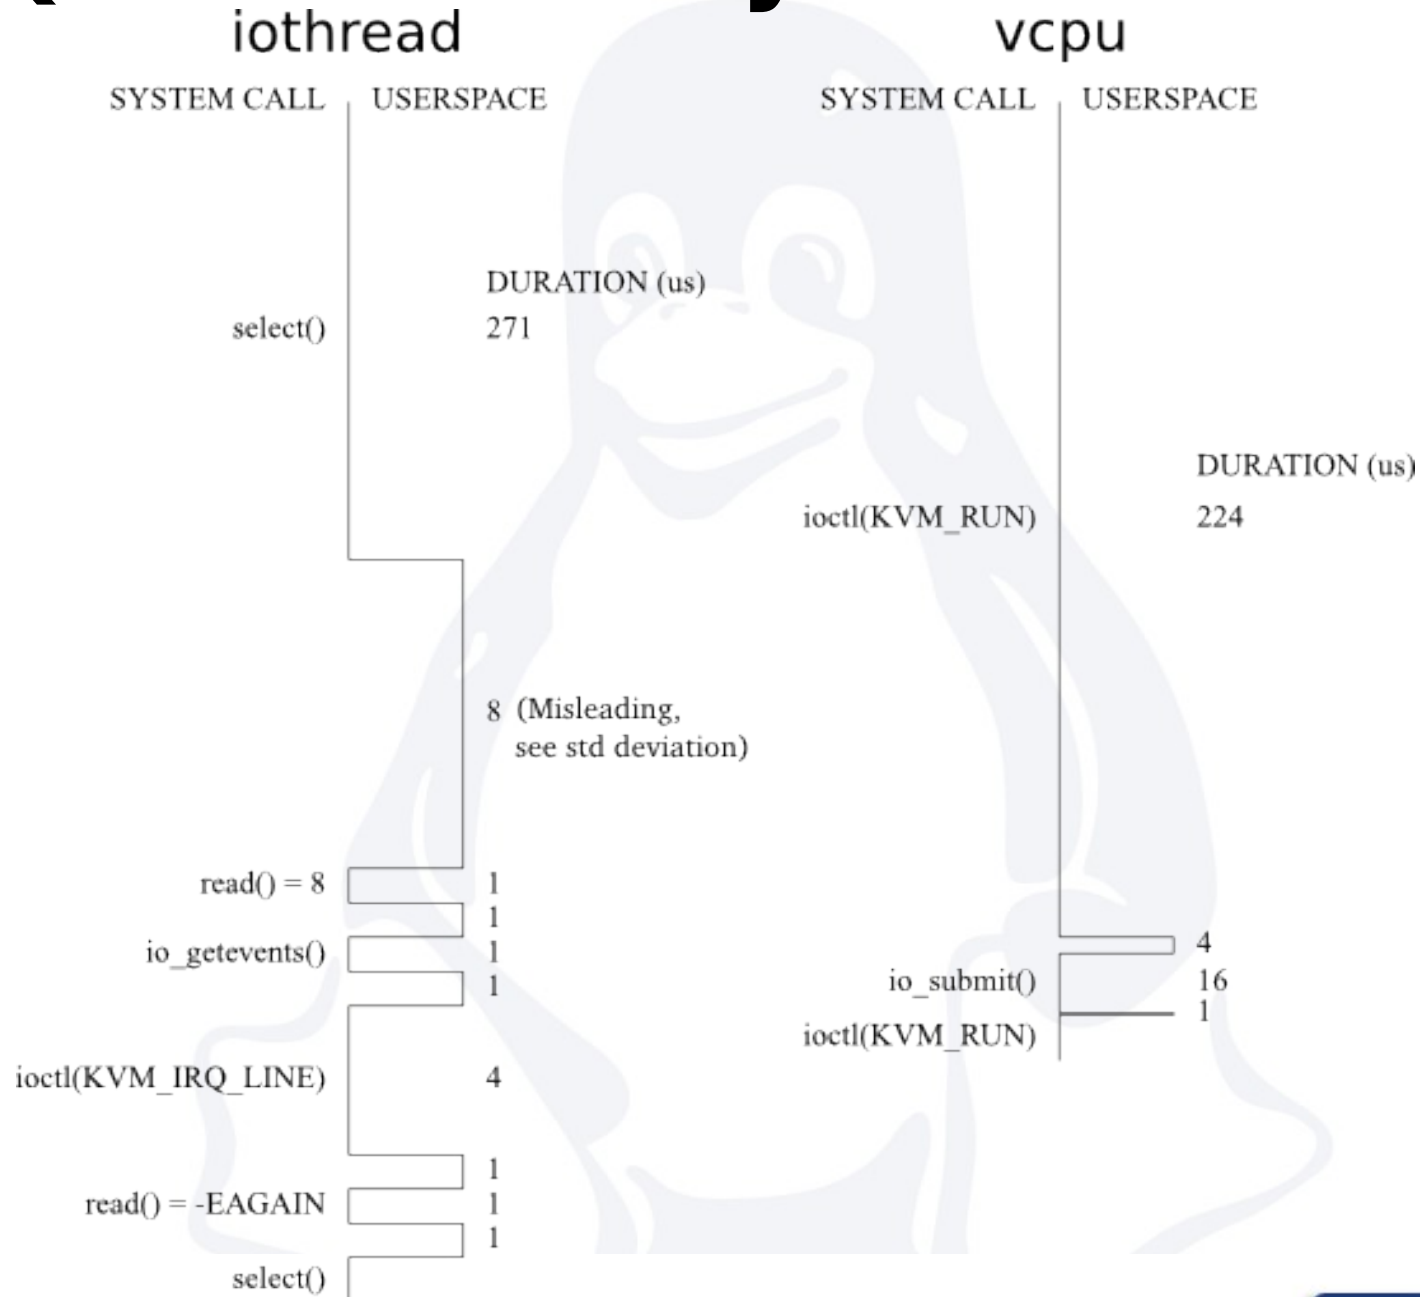 iothread
SYSTEM CALL USERSPACE
DURATION (us)
select() 271
8 (Misleading,
see std deviation)
read() = 8 1
1
io_getevents() 1
1
ioctl(KVM_IRQ_LINE) 4
1
read() = -EAGAIN 1
1
select()
vcpu
SYSTEM CALL USERSPACE
DURATION (us)
ioctl(KVM_RUN) 224
4
io_submit() 16
1
ioctl(KVM_RUN)